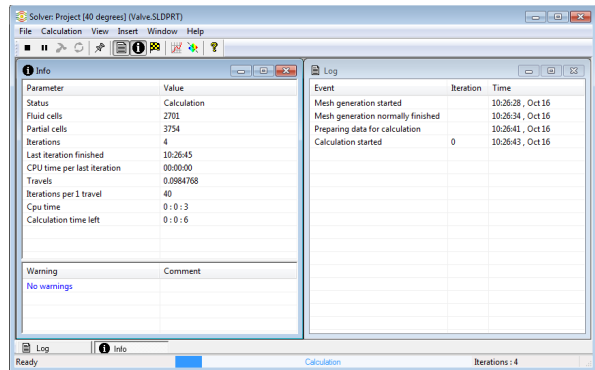 Solver: Project [40 degrees] (Valve.SLDPRT)
File Calculation View Insert Window Help
Info
Parameter Value
Status Calculation
Fluid cells 2701
Partial cells 3754
Iterations 4
Last iteration finished 10:26:45
CPU time per last iteration 00:00:00
Travels 0.0984768
Iterations per 1 travel 40
Cpu time 0 : 0 : 3
Calculation time left 0 : 0 : 6
Warning Comment
No warnings
Log
Event Iteration Time
Mesh generation started 10:26:28 , Oct 16
Mesh generation normally finished 10:26:34 , Oct 16
Preparing data for calculation 10:26:41 , Oct 16
Calculation started 0 10:26:43 , Oct 16
Log Info
Ready Calculation Iterations : 4